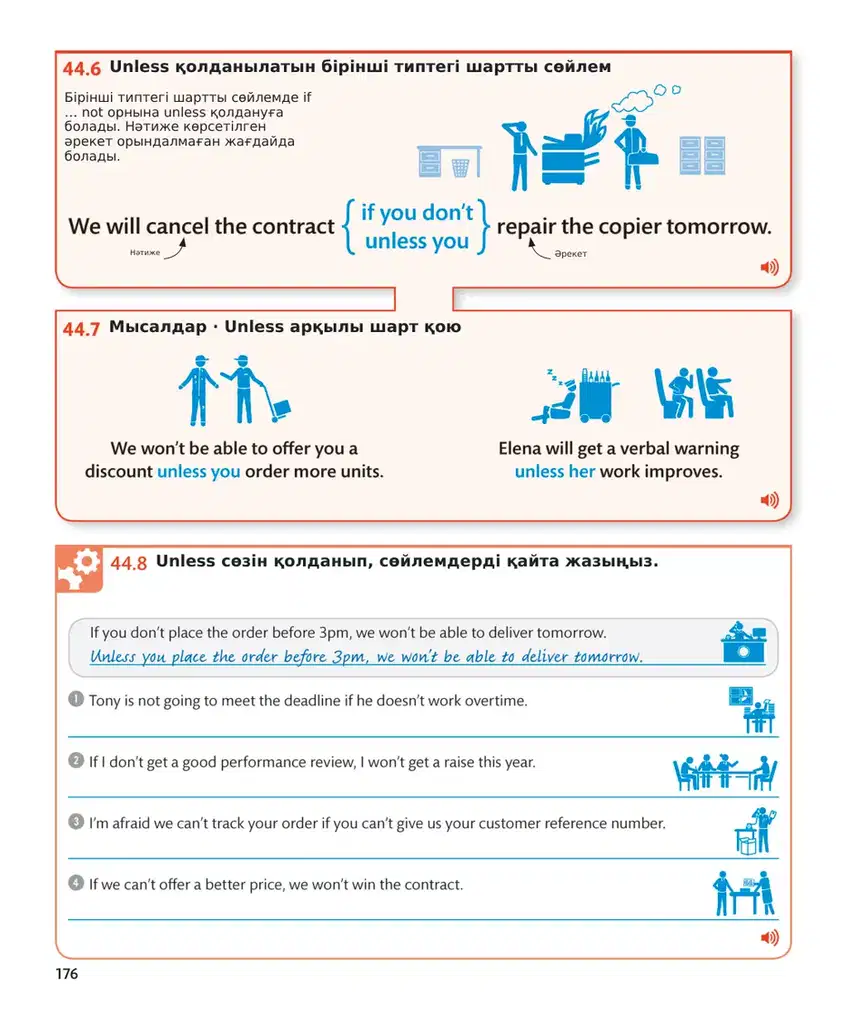 44.6 Unless қолданылатын бірінші типтегі шартты сөйлем
Бірінші типтегі шартты сөйлемде if
... not орнына unless қолдануға
болады. Нәтиже көрсетілген
әрекет орындалмаған жағдайда
болады.
We will cancel the contract { if you don't / unless you } repair the copier tomorrow.
Нәтиже
Әрекет
44.7 Мысалдар · Unless арқылы шарт қою
We won't be able to offer you a
discount unless you order more units.
Elena will get a verbal warning
unless her work improves.
44.8 Unless сөзін қолданып, сөйлемдерді қайта жазыңыз.
If you don't place the order before 3pm, we won't be able to deliver tomorrow.
Unless you place the order before 3pm, we won't be able to deliver tomorrow.
1 Tony is not going to meet the deadline if he doesn't work overtime.
2 If I don't get a good performance review, I won't get a raise this year.
3 I'm afraid we can't track your order if you can't give us your customer reference number.
4 If we can't offer a better price, we won't win the contract.
176